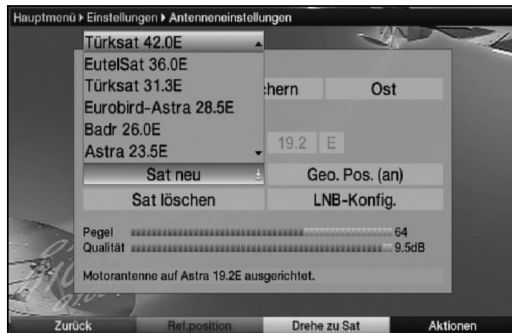 Hauptmenü ▸ Einstellungen ▸ Antenneneinstellungen
Türksat 42.0E
EutelSat 36.0E
Türksat 31.3E
Eurobird-Astra 28.5E
Badr 26.0E
Astra 23.5E
chern
Ost
19.2 E
Sat neu
Geo. Pos. (an)
Sat löschen
LNB-Konfig.
Pegel 64
Qualität 9.5dB
Motorantenne auf Astra 19.2E ausgerichtet.
Zurück Ref.position Drehe zu Sat Aktionen